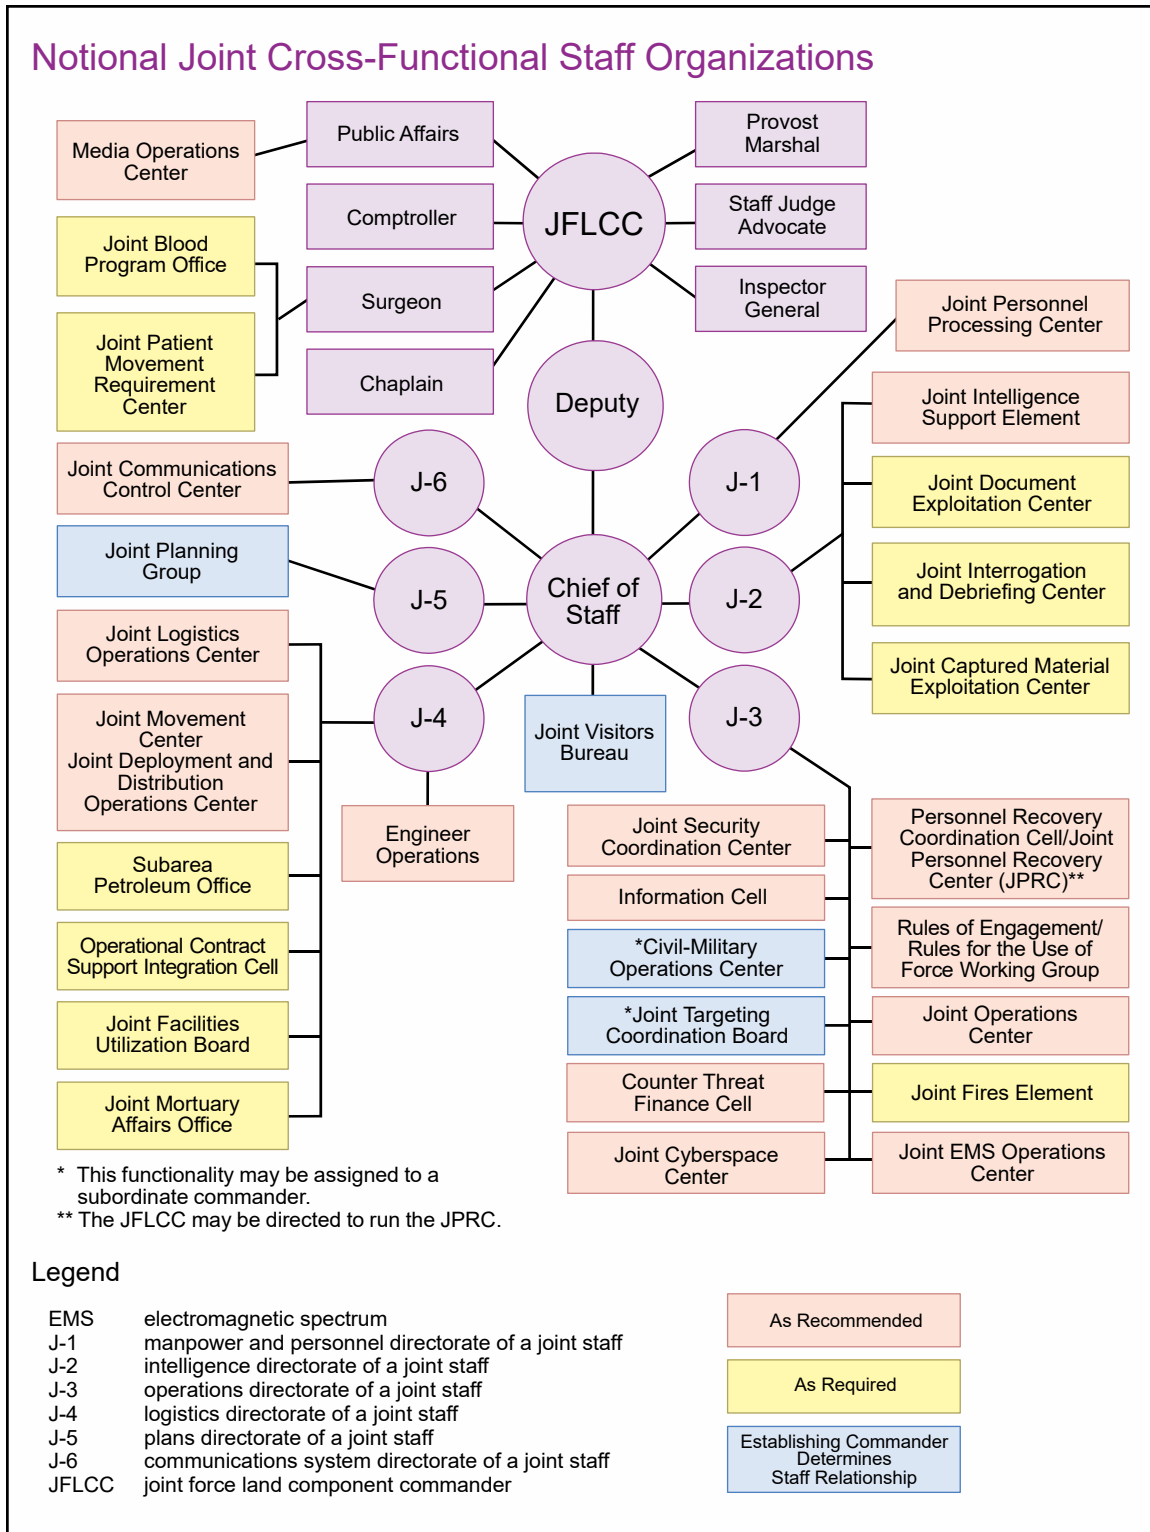 Notional Joint Cross-Functional Staff Organizations
Media Operations
Center
Public Affairs
JFLCC
Provost
Marshal
Joint Blood
Program Office
Comptroller
Staff Judge
Advocate
Joint Patient
Movement
Requirement
Center
Surgeon
Inspector
General
Joint Personnel
Processing Center
Chaplain
Deputy
Joint Intelligence
Support Element
Joint Communications
Control Center
J-6
J-1
Joint Document
Exploitation Center
Joint Planning
Group
J-5
Chief of
Staff
J-2
Joint Interrogation
and Debriefing Center
Joint Logistics
Operations Center
Joint Captured Material
Exploitation Center
Joint Movement
Center
Joint Deployment and
Distribution
Operations Center
J-4
Joint Visitors
Bureau
J-3
Engineer
Operations
Joint Security
Coordination Center
Personnel Recovery
Coordination Cell/Joint
Personnel Recovery
Center (JPRC)**
Subarea
Petroleum Office
Information Cell
Operational Contract
Support Integration Cell
*Civil-Military
Operations Center
Rules of Engagement/
Rules for the Use of
Force Working Group
Joint Facilities
Utilization Board
*Joint Targeting
Coordination Board
Joint Operations
Center
Joint Mortuary
Affairs Office
Counter Threat
Finance Cell
Joint Fires Element
Joint Cyberspace
Center
Joint EMS Operations
Center
* This functionality may be assigned to a
subordinate commander.
** The JFLCC may be directed to run the JPRC.
Legend
EMS electromagnetic spectrum
J-1 manpower and personnel directorate of a joint staff
J-2 intelligence directorate of a joint staff
J-3 operations directorate of a joint staff
J-4 logistics directorate of a joint staff
J-5 plans directorate of a joint staff
J-6 communications system directorate of a joint staff
JFLCC joint force land component commander
As Recommended
As Required
Establishing Commander
Determines
Staff Relationship